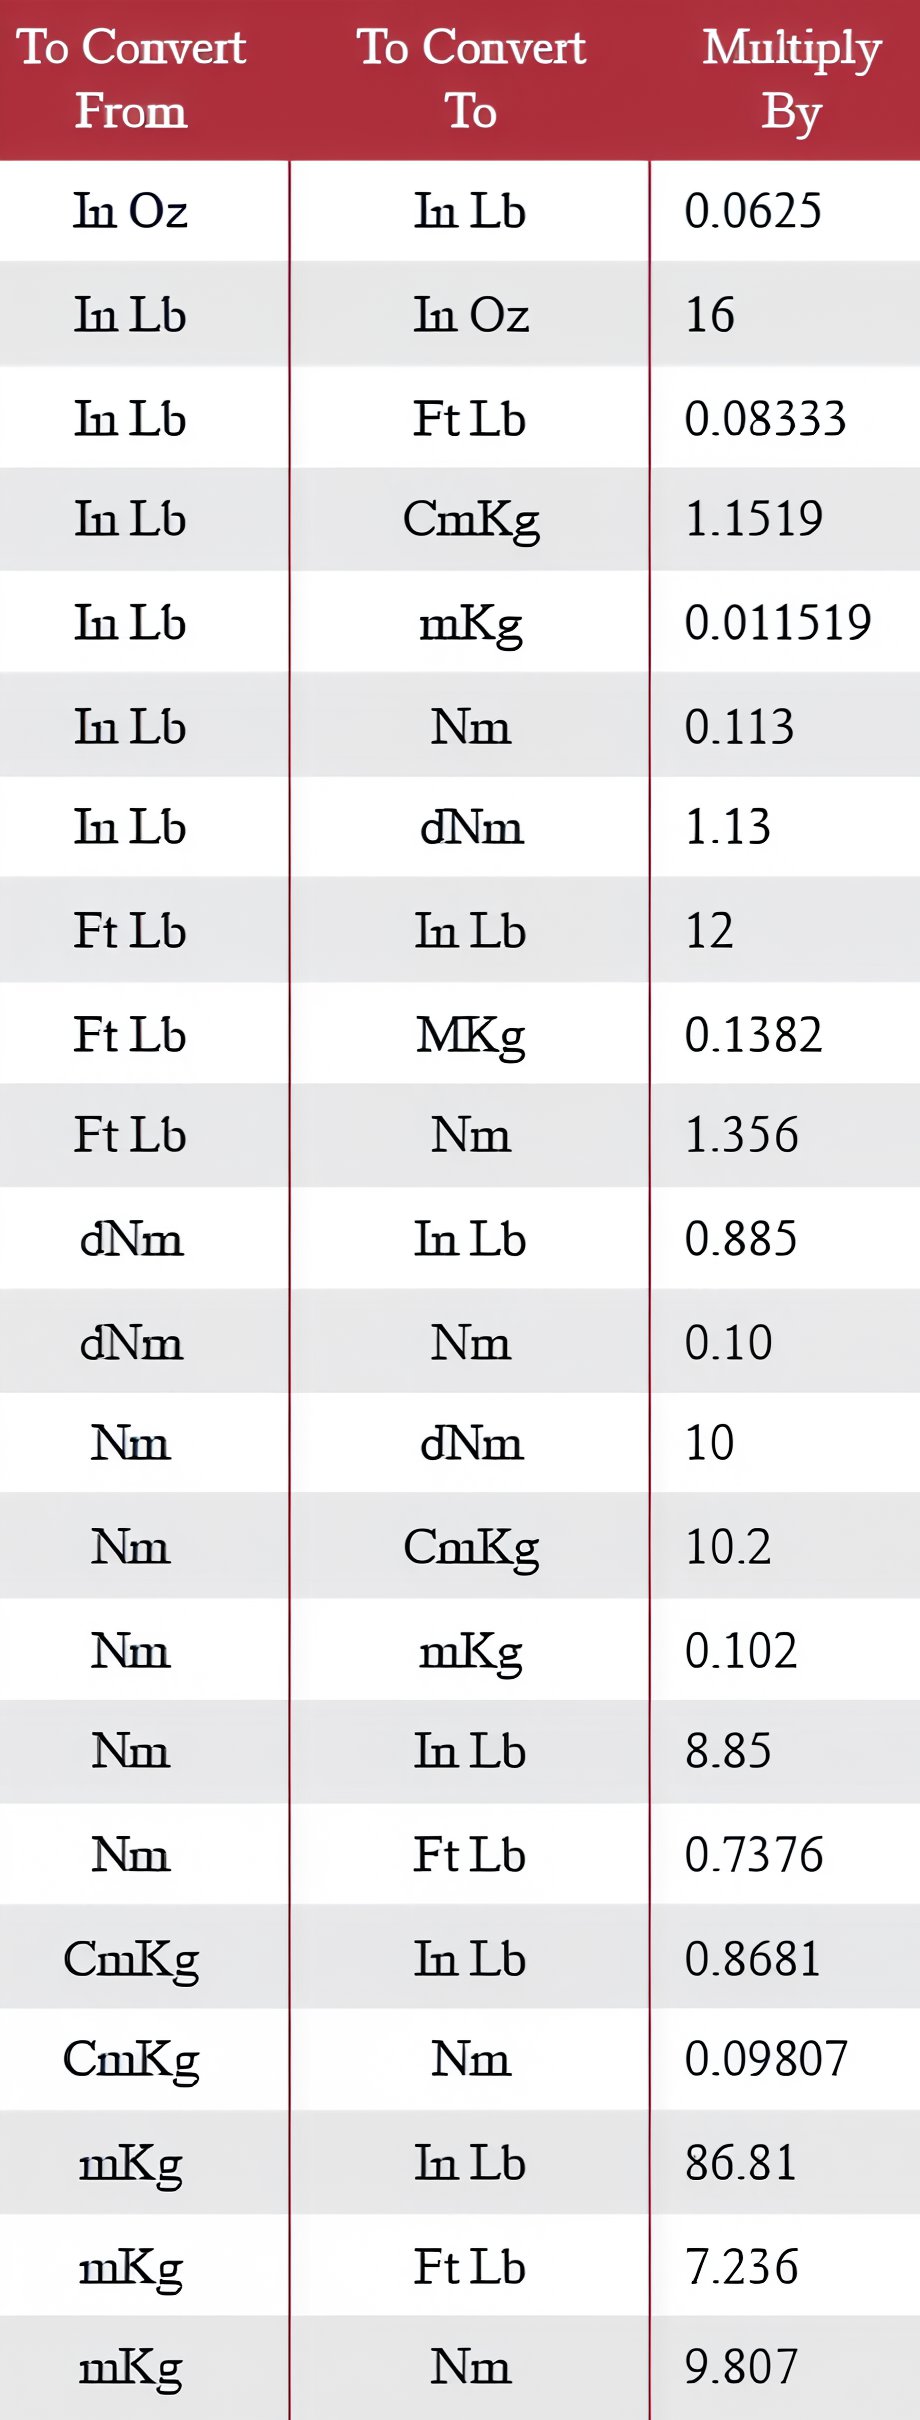 To Convert From To Convert To Multiply By
In Oz In Lb 0.0625
In Lb In Oz 16
In Lb Ft Lb 0.08333
In Lb CmKg 1.1519
In Lb mKg 0.011519
In Lb Nm 0.113
In Lb dNm 1.13
Ft Lb In Lb 12
Ft Lb MKg 0.1382
Ft Lb Nm 1.356
dNm In Lb 0.885
dNm Nm 0.10
Nm dNm 10
Nm CmKg 10.2
Nm mKg 0.102
Nm In Lb 8.85
Nm Ft Lb 0.7376
CmKg In Lb 0.8681
CmKg Nm 0.09807
mKg In Lb 86.81
mKg Ft Lb 7.236
mKg Nm 9.807